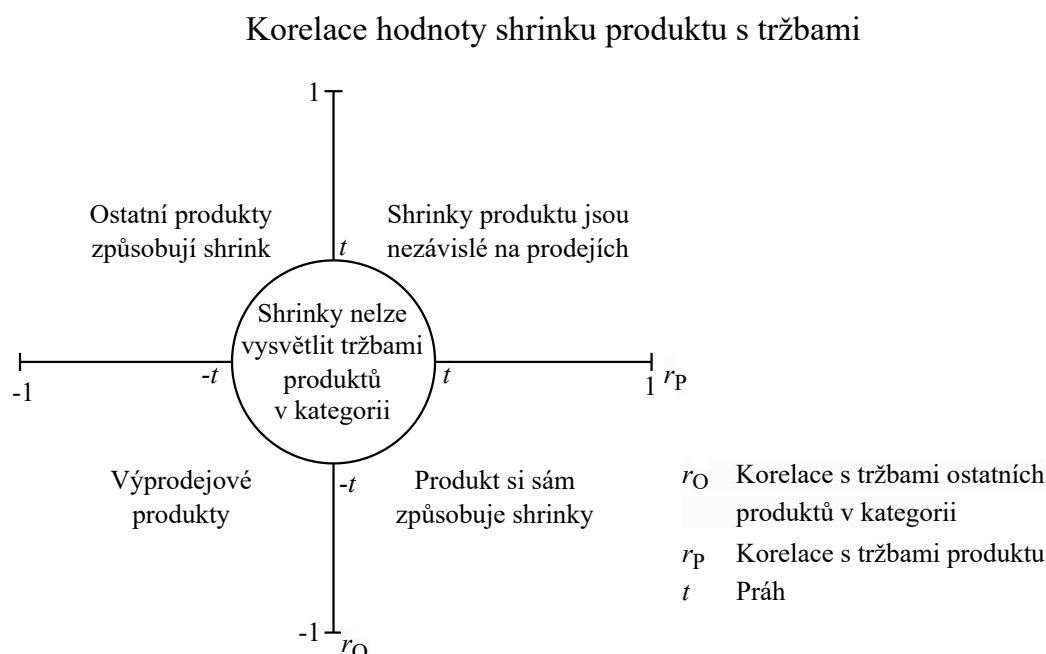 Korelace hodnoty shrinku produktu s tržbami
1
Ostatní produkty
způsobují shrink
Shrinky produktu jsou
nezávislé na prodejích
t
Shrinky nelze
vysvětlit tržbami
produktů
v kategorii
-1
-t
t
1
rP
Výprodejové
produkty
-t
Produkt si sám
způsobuje shrinky
-1
rO
rO Korelace s tržbami ostatních
produktů v kategorii
rP Korelace s tržbami produktu
t Práh